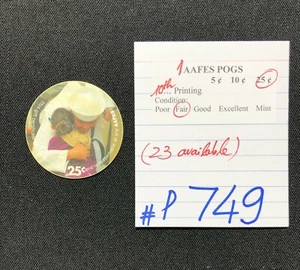 25¢
1 AAFES POGS
5¢ 10¢ 25¢
10th Printing
Condition:
Poor Fair Good Excellent Mint
(23 available)
#P 749